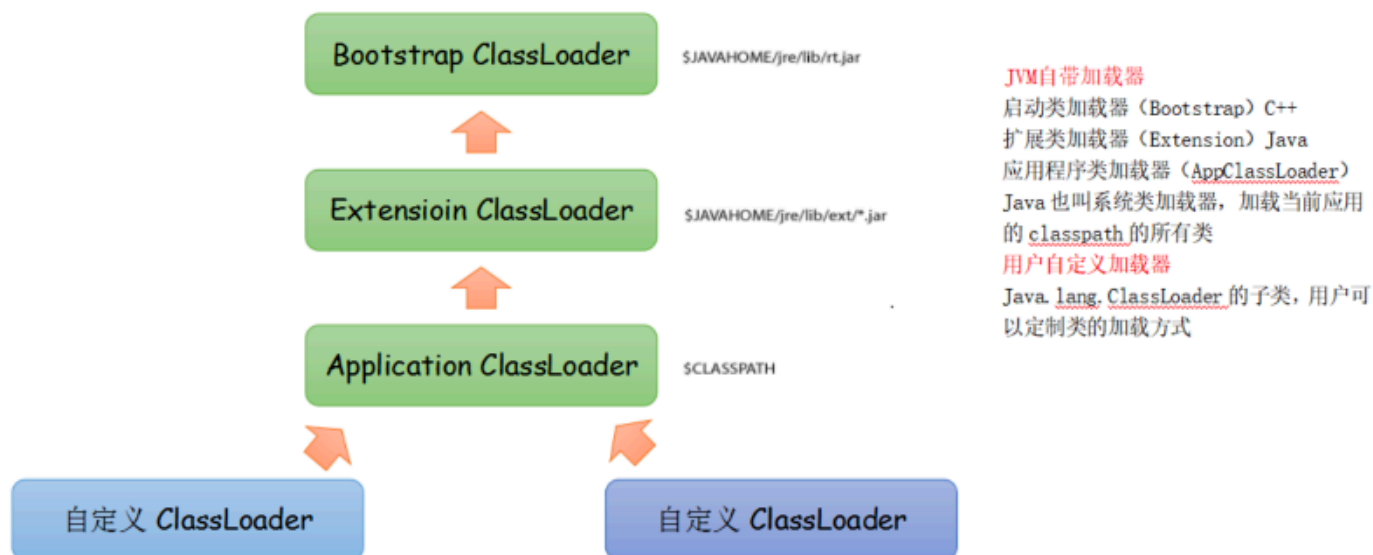 Bootstrap ClassLoader
$JAVAHOME/jre/lib/rt.jar
Extensioin ClassLoader
$JAVAHOME/jre/lib/ext/*.jar
Application ClassLoader
$CLASSPATH
自定义 ClassLoader
自定义 ClassLoader
JVM自带加载器
启动类加载器（Bootstrap）C++
扩展类加载器（Extension）Java
应用程序类加载器（AppClassLoader）
Java 也叫系统类加载器，加载当前应用
的 classpath 的所有类
用户自定义加载器
Java.lang.ClassLoader 的子类，用户可
以定制类的加载方式